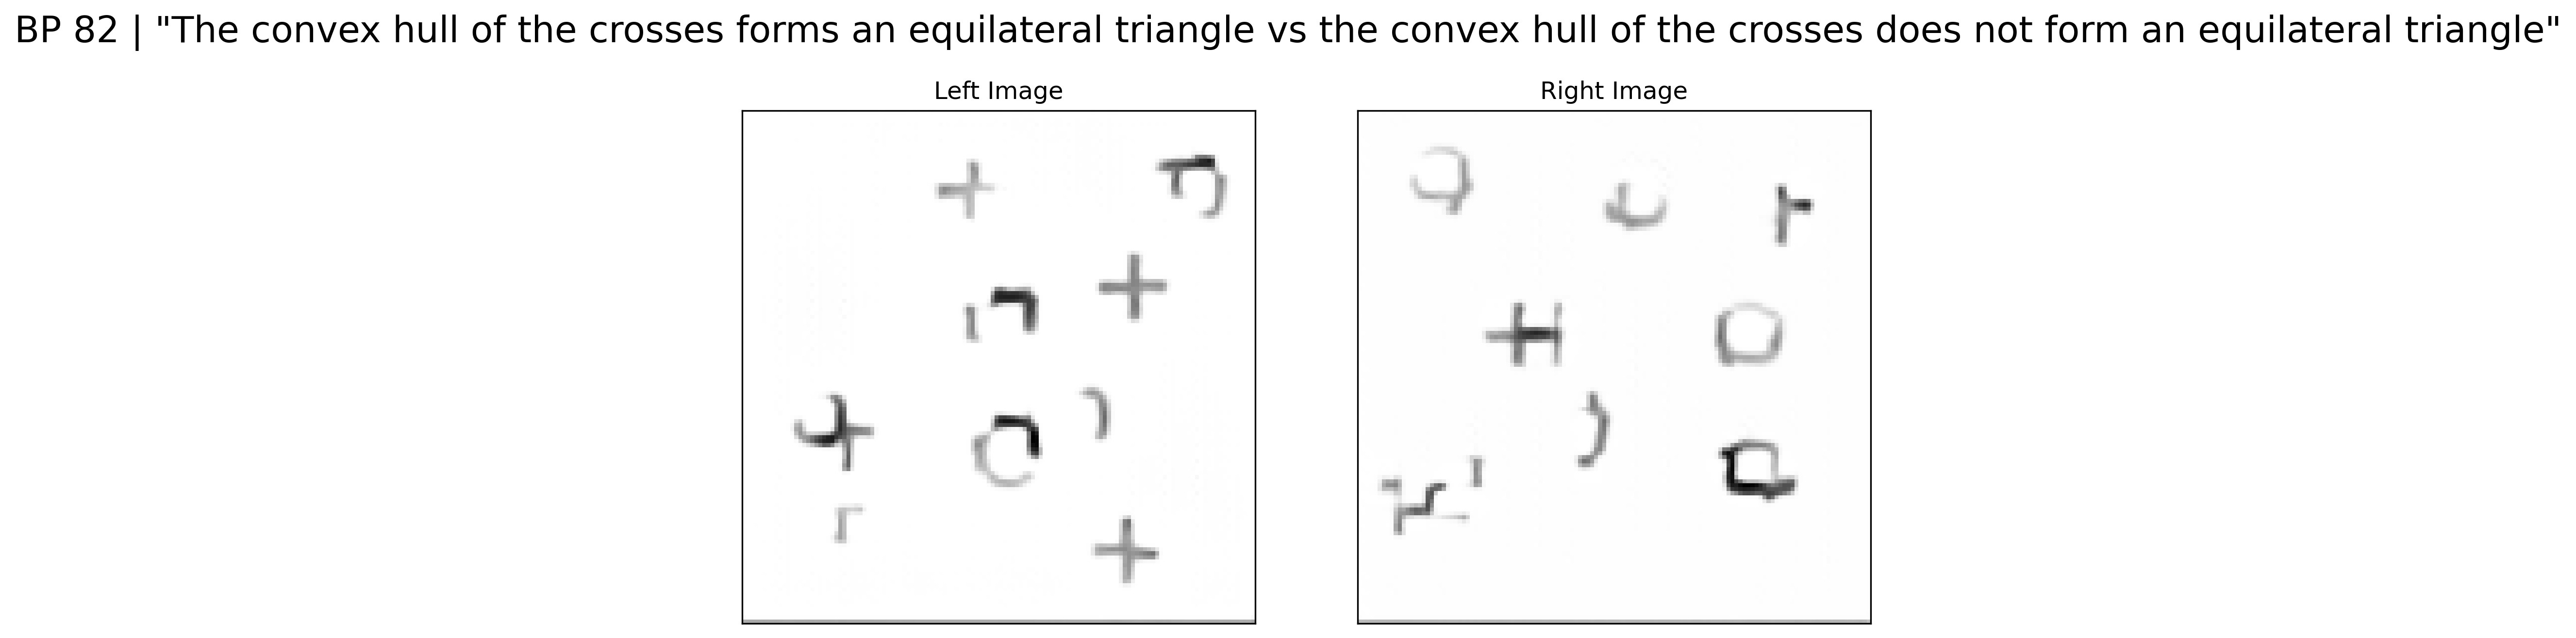 BP 82 | "The convex hull of the crosses forms an equilateral triangle vs the convex hull of the crosses does not form an equilateral triangle"
Left Image
Right Image